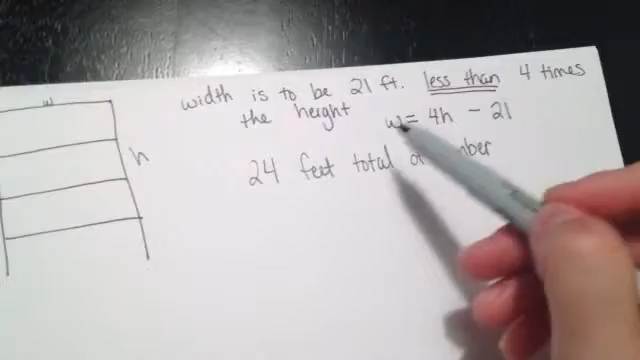 width is to be 21 ft. less than 4 times
the height w = 4h - 21
24 feet total
w
h